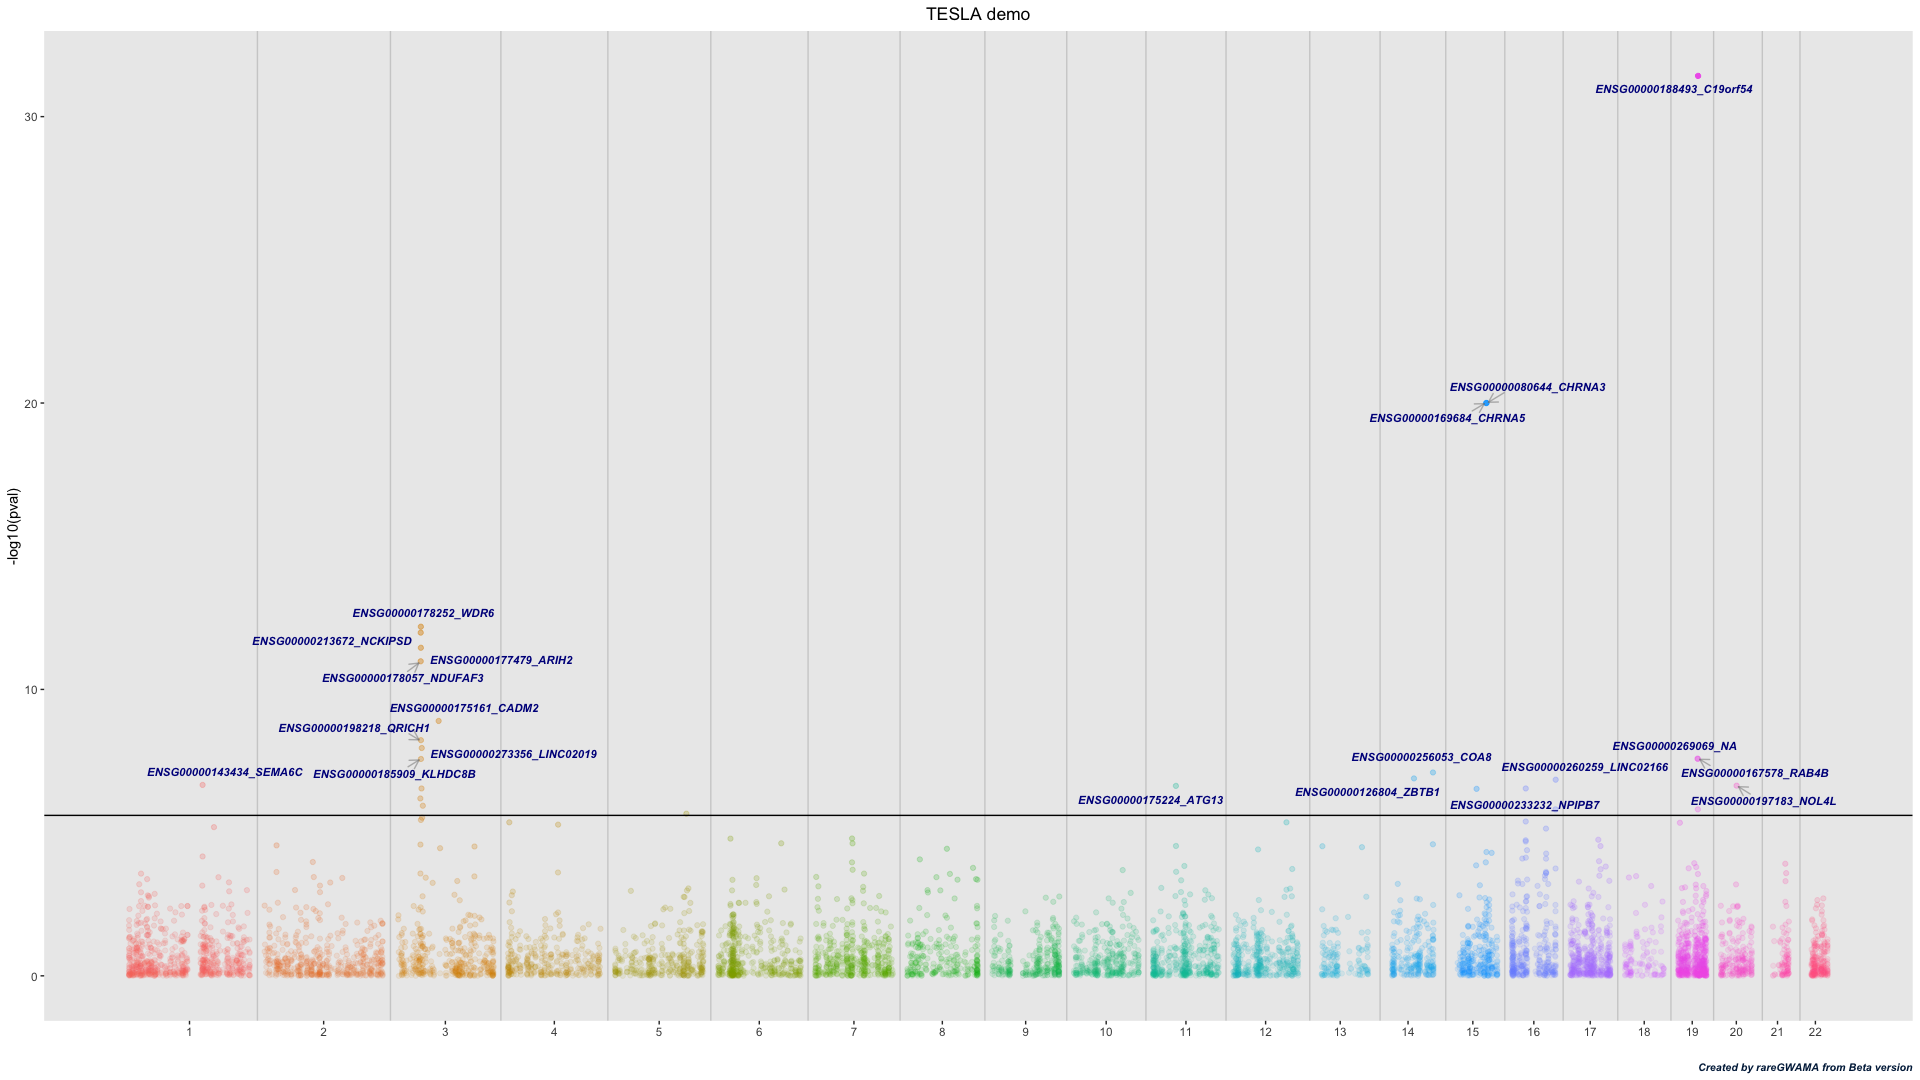 TESLA demo
ENSG00000188493_C19orf54
30
ENSG00000080644_CHRNA3
20
ENSG00000169684_CHRNA5
-log10(pval)
ENSG00000178252_WDR6
ENSG00000213672_NCKIPSD
ENSG00000177479_ARIH2
ENSG00000178057_NDUFAF3
10
ENSG00000175161_CADM2
ENSG00000198218_QRICH1
ENSG00000273356_LINC02019
ENSG00000269069_NA
ENSG00000256053_COA8
ENSG00000260259_LINC02166
ENSG00000143434_SEMA6C
ENSG00000185909_KLHDC8B
ENSG00000167578_RAB4B
ENSG00000126804_ZBTB1
ENSG00000175224_ATG13
ENSG00000233232_NPIPB7
ENSG00000197183_NOL4L
0
1 2 3 4 5 6 7 8 9 10 11 12 13 14 15 16 17 18 19 20 21 22
Created by rareGWAMA from Beta version